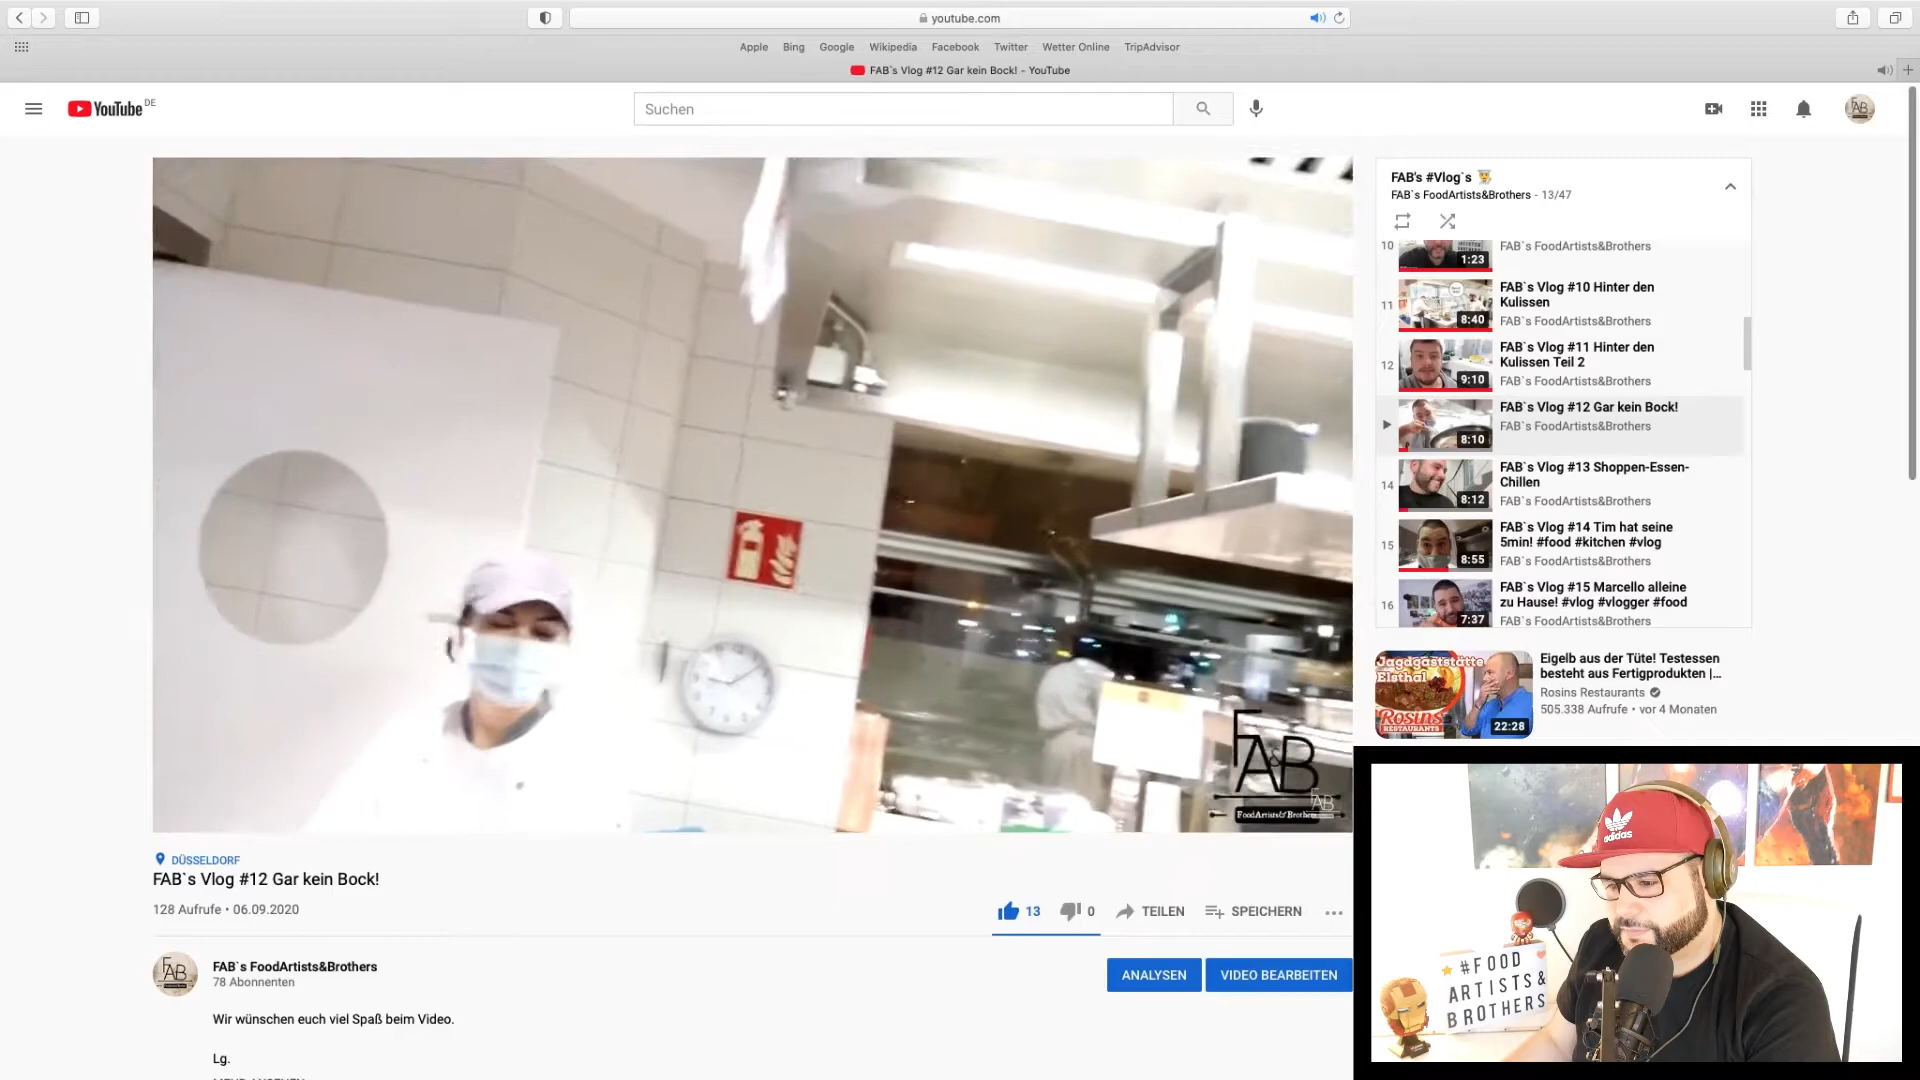 youtube.com
Apple Bing Google Wikipedia Facebook Twitter Wetter Online TripAdvisor
FAB`s Vlog #12 Gar kein Bock! - YouTube
YouTube DE
Suchen
FAB's #Vlog`s
FAB`s FoodArtists&Brothers - 13/47
10
1:23
FAB`s FoodArtists&Brothers
11
8:40
FAB`s Vlog #10 Hinter den
Kulissen
FAB`s FoodArtists&Brothers
12
9:10
FAB`s Vlog #11 Hinter den
Kulissen Teil 2
FAB`s FoodArtists&Brothers
8:10
FAB`s Vlog #12 Gar kein Bock!
FAB`s FoodArtists&Brothers
14
8:12
FAB`s Vlog #13 Shoppen-Essen-
Chillen
FAB`s FoodArtists&Brothers
15
8:55
FAB`s Vlog #14 Tim hat seine
5min! #food #kitchen #vlog
FAB`s FoodArtists&Brothers
16
7:37
FAB`s Vlog #15 Marcello alleine
zu Hause! #vlog #vlogger #food
FAB`s FoodArtists&Brothers
Jagdgaststätte
Elsthal
Rosins
RESTAURANTS
22:28
Eigelb aus der Tüte! Testessen
besteht aus Fertigprodukten |...
Rosins Restaurants
505.338 Aufrufe • vor 4 Monaten
FA&B
FoodArtists&Brothers
DÜSSELDORF
FAB`s Vlog #12 Gar kein Bock!
128 Aufrufe • 06.09.2020
13 0 TEILEN SPEICHERN
FAB
FAB`s FoodArtists&Brothers
78 Abonnenten
ANALYSEN VIDEO BEARBEITEN
Wir wünschen euch viel Spaß beim Video.
Lg.
adidas
#FOOD
ARTISTS &
BROTHERS